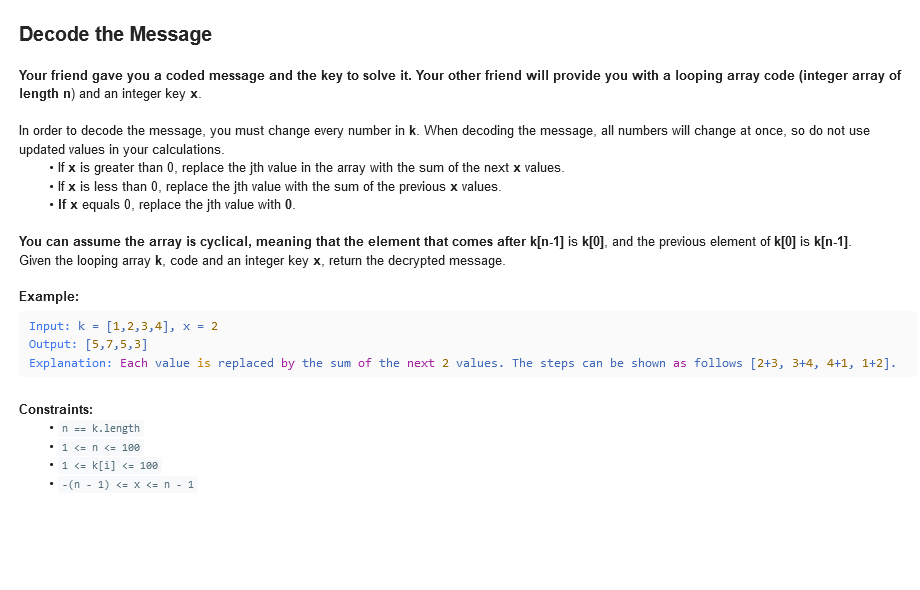 Decode the Message
Your friend gave you a coded message and the key to solve it. Your other friend will provide you with a looping array code (integer array of
length n) and an integer key x.
In order to decode the message, you must change every number in k. When decoding the message, all numbers will change at once, so do not use
updated values in your calculations.
• If x is greater than 0, replace the jth value in the array with the sum of the next x values.
• If x is less than 0, replace the jth value with the sum of the previous x values.
• If x equals 0, replace the jth value with 0.
You can assume the array is cyclical, meaning that the element that comes after k[n-1] is k[0], and the previous element of k[0] is k[n-1].
Given the looping array k, code and an integer key x, return the decrypted message.
Example:
Input: k = [1,2,3,4], x = 2
Output: [5,7,5,3]
Explanation: Each value is replaced by the sum of the next 2 values. The steps can be shown as follows [2+3, 3+4, 4+1, 1+2].
Constraints:
• n == k.length
• 1 <= n <= 100
• 1 <= k[i] <= 100
• -(n - 1) <= x <= n - 1